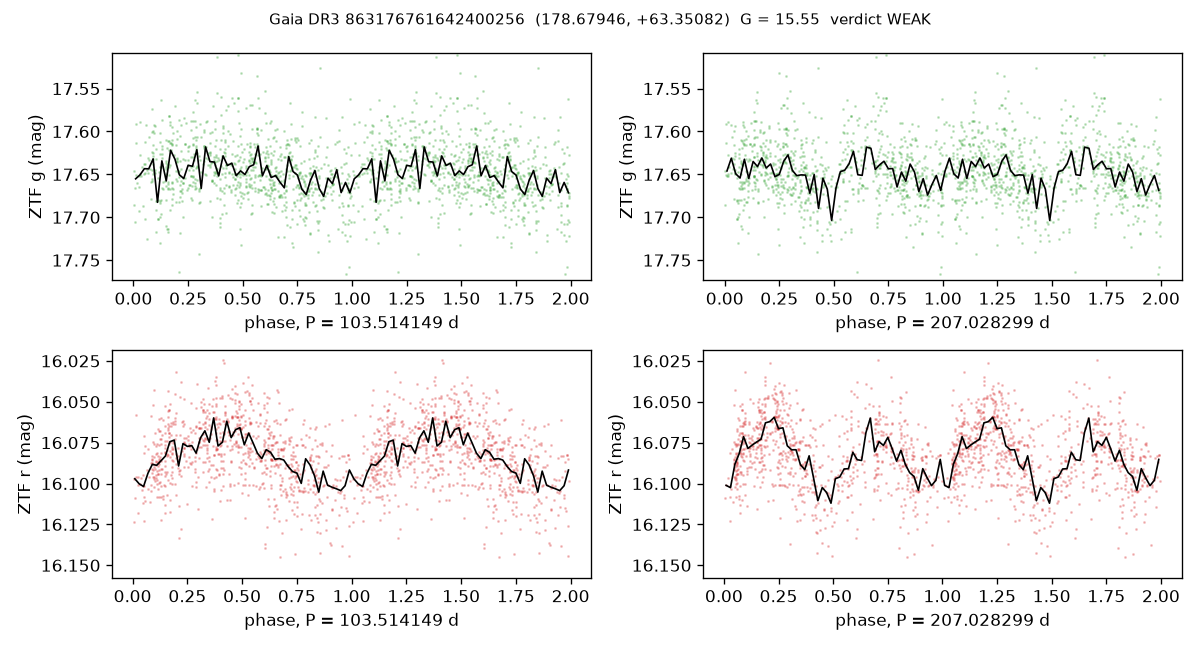 Gaia DR3 863176761642400256  (178.67946, +63.35082)  G = 15.55  verdict WEAK
ZTF g (mag)
17.55
17.60
17.65
17.70
17.75
0.00 0.25 0.50 0.75 1.00 1.25 1.50 1.75 2.00
phase, P = 103.514149 d
ZTF g (mag)
17.55
17.60
17.65
17.70
17.75
0.00 0.25 0.50 0.75 1.00 1.25 1.50 1.75 2.00
phase, P = 207.028299 d
ZTF r (mag)
16.025
16.050
16.075
16.100
16.125
16.150
0.00 0.25 0.50 0.75 1.00 1.25 1.50 1.75 2.00
phase, P = 103.514149 d
ZTF r (mag)
16.025
16.050
16.075
16.100
16.125
16.150
0.00 0.25 0.50 0.75 1.00 1.25 1.50 1.75 2.00
phase, P = 207.028299 d